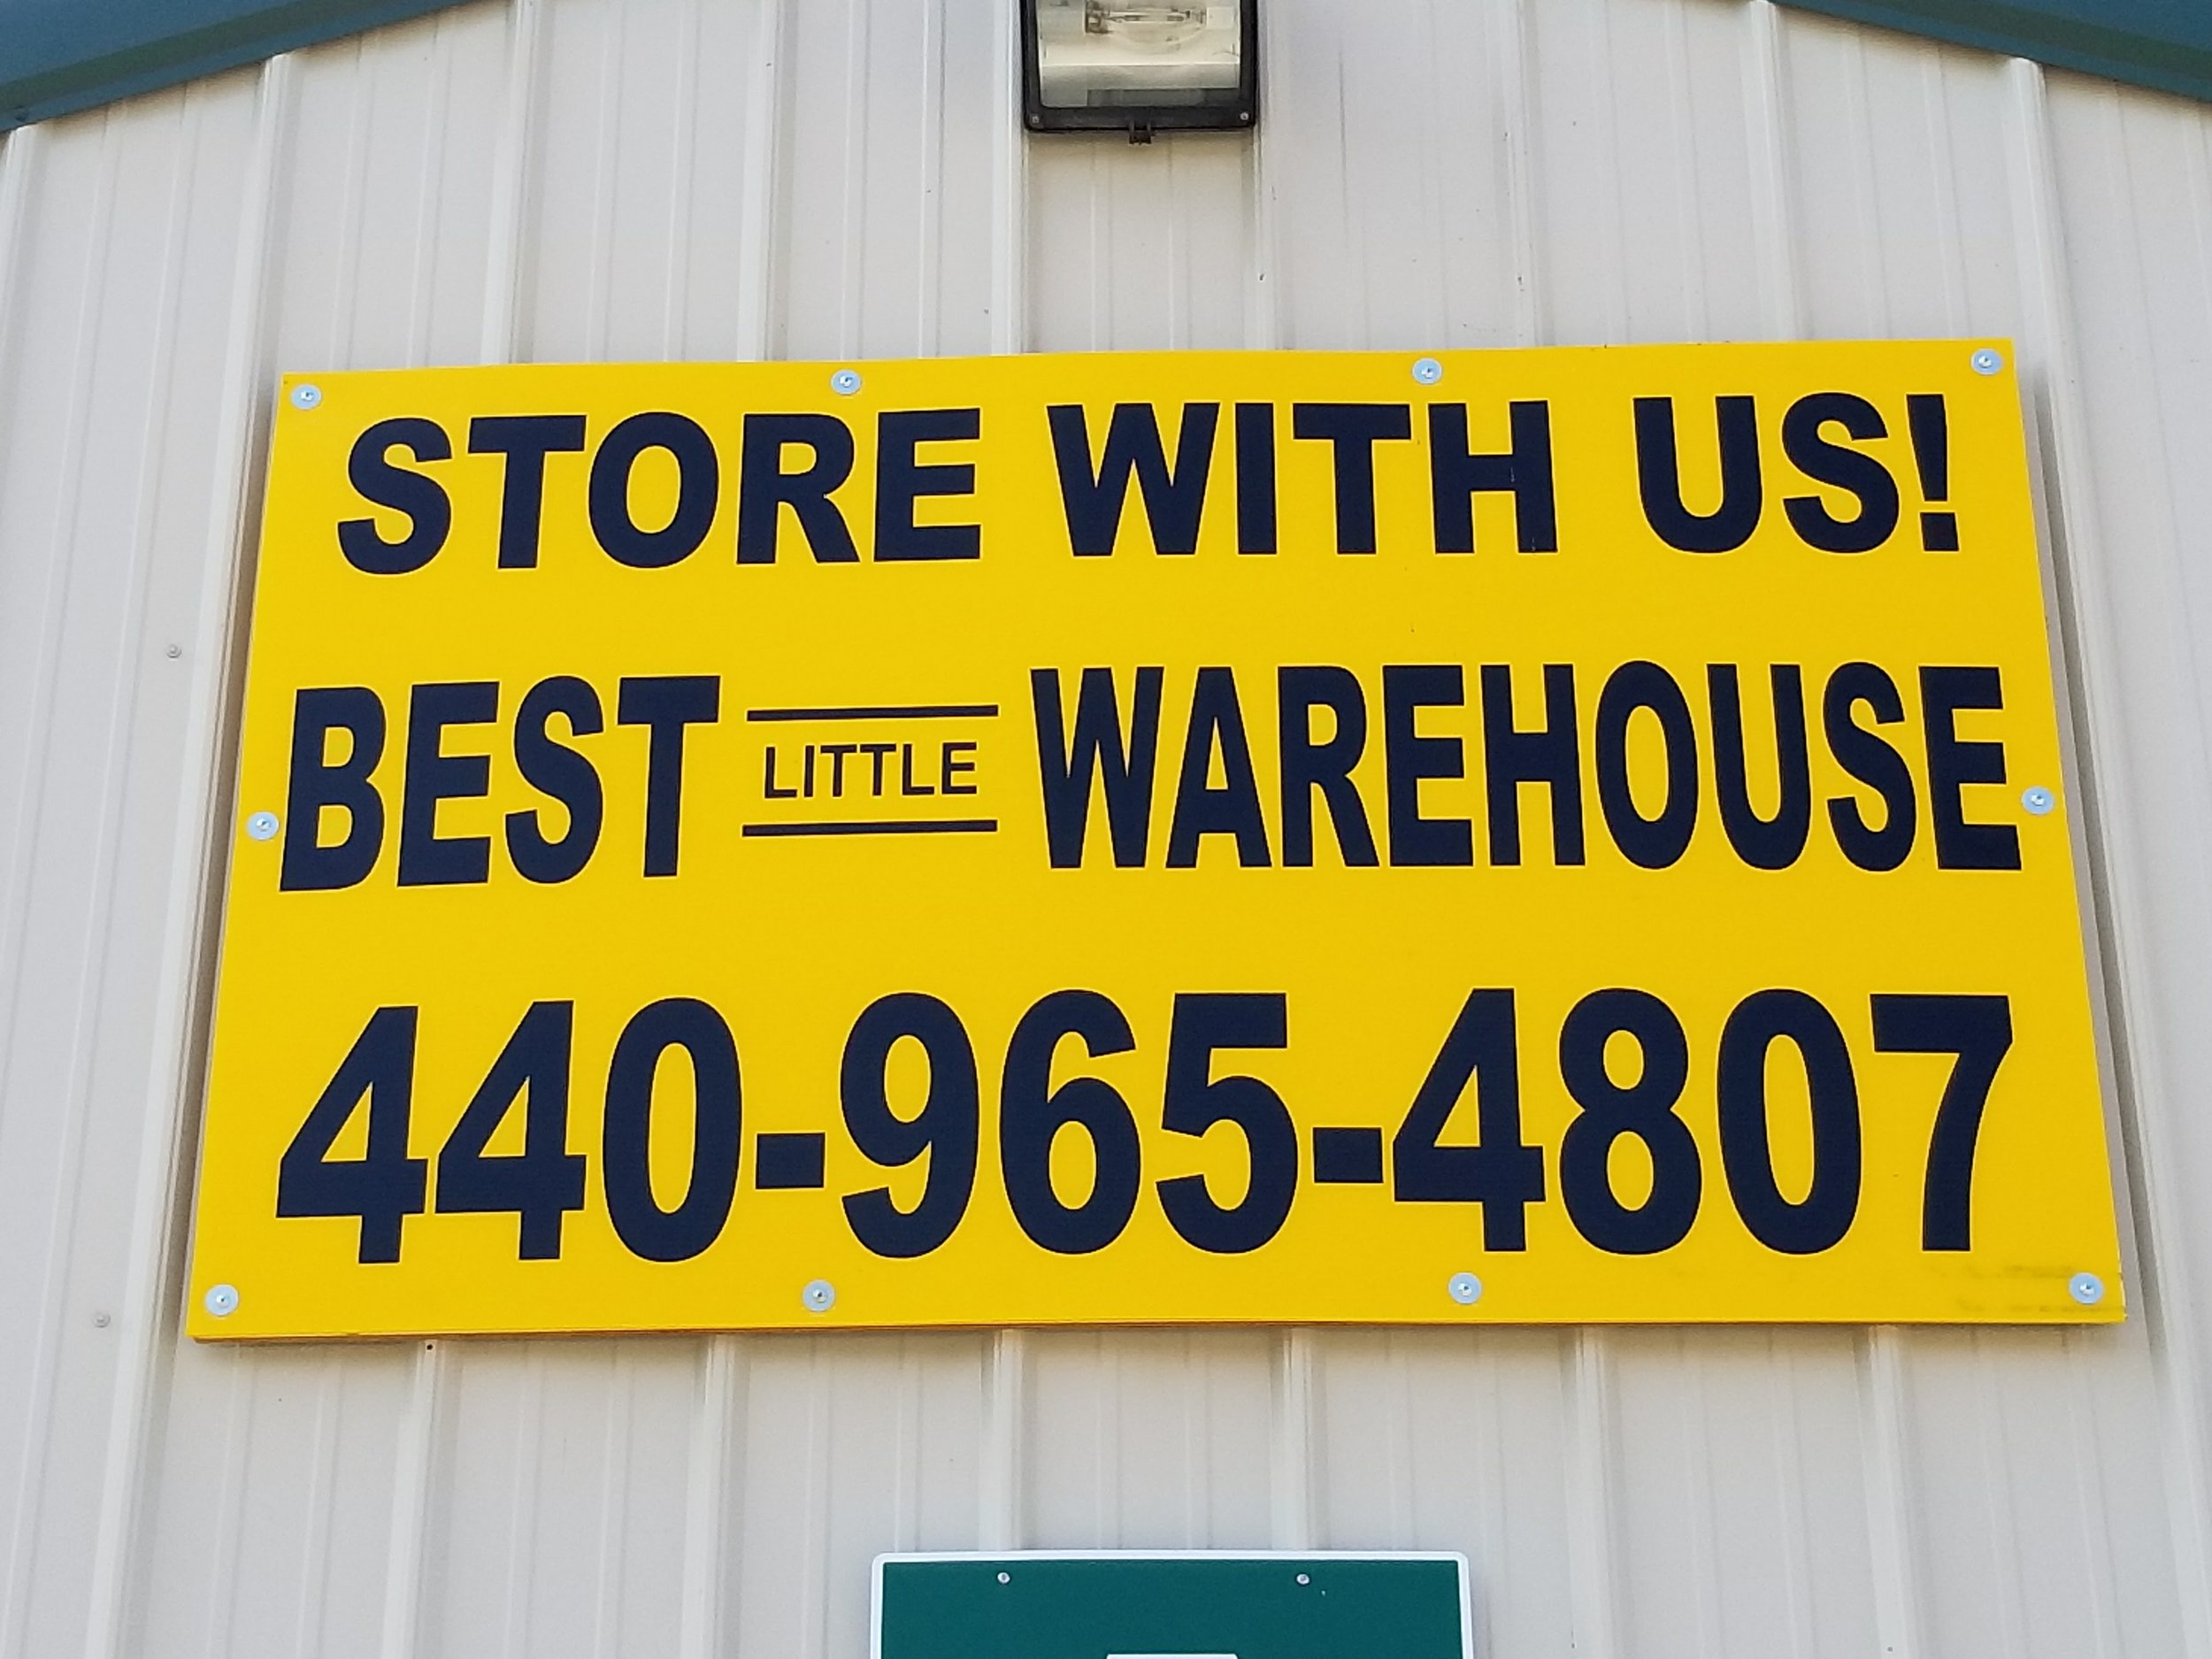 STORE WITH US!
BEST LITTLE WAREHOUSE
440-965-4807